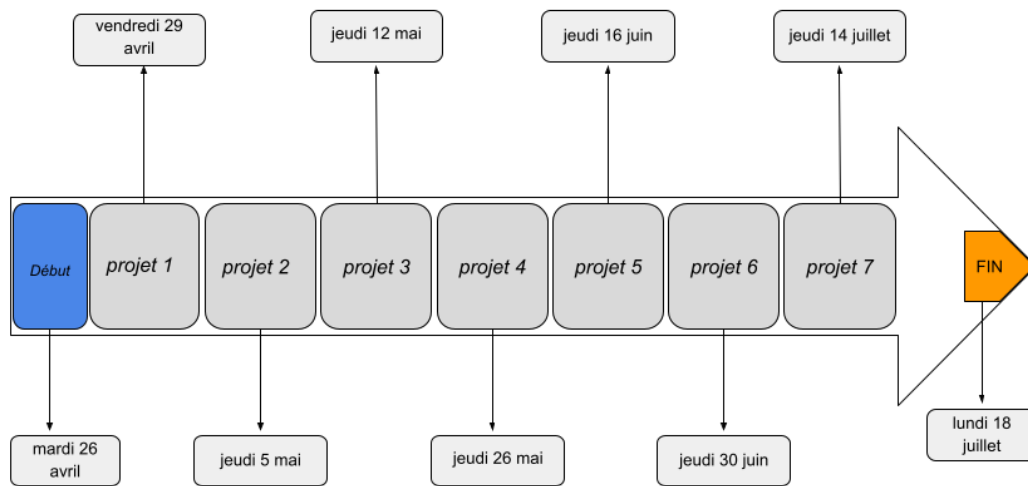 vendredi 29
avril
jeudi 12 mai
jeudi 16 juin
jeudi 14 juillet
Début
projet 1
projet 2
projet 3
projet 4
projet 5
projet 6
projet 7
FIN
mardi 26
avril
jeudi 5 mai
jeudi 26 mai
jeudi 30 juin
lundi 18
juillet